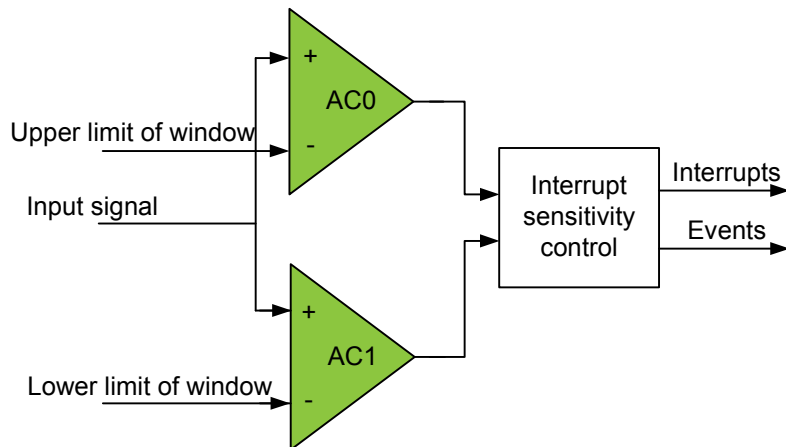 +
AC0
Upper limit of window
-
Input signal
Interrupt
sensitivity
control
Interrupts
Events
+
AC1
Lower limit of window
-